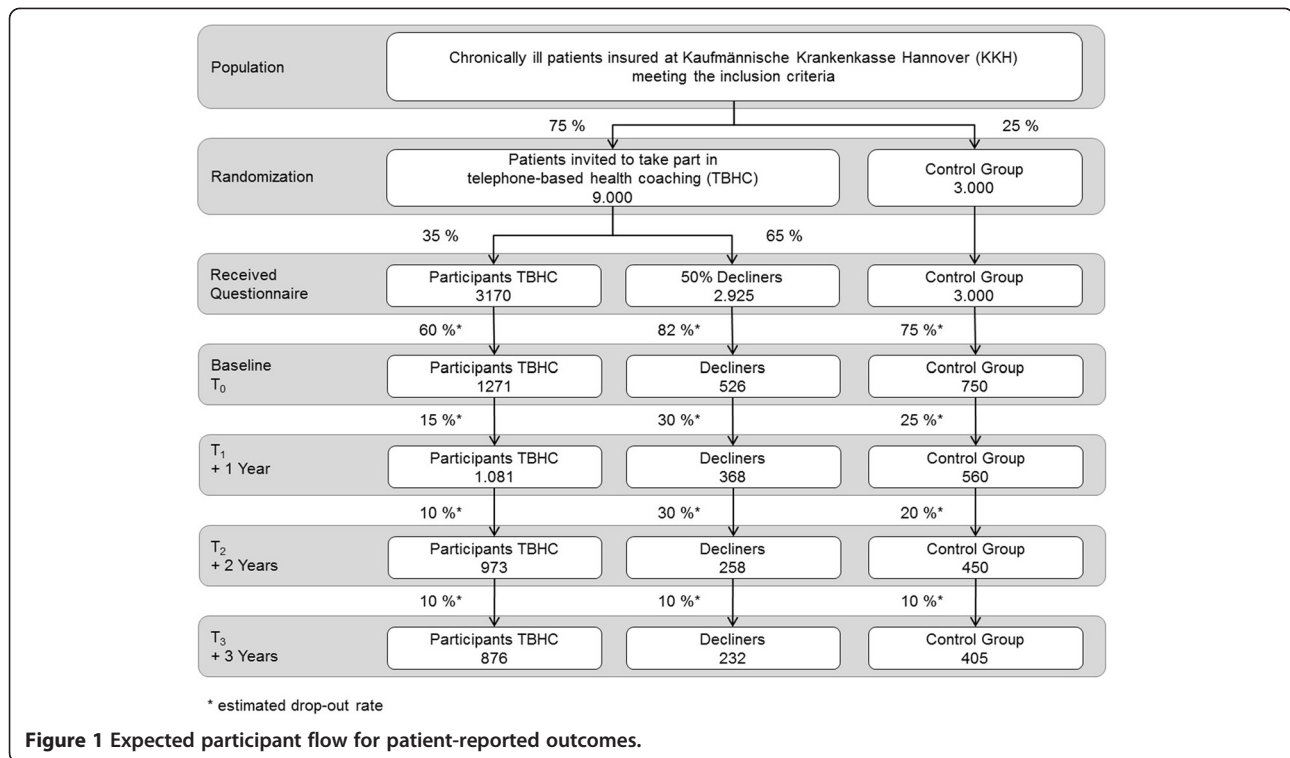 Population
Chronically ill patients insured at Kaufmännische Krankenkasse Hannover (KKH)
meeting the inclusion criteria
75 %
25 %
Randomization
Patients invited to take part in
telephone-based health coaching (TBHC)
9.000
Control Group
3.000
35 %
65 %
Received
Questionnaire
Participants TBHC
3170
50% Decliners
2.925
Control Group
3.000
60 %*
82 %*
75 %*
Baseline
T0
Participants TBHC
1271
Decliners
526
Control Group
750
15 %*
30 %*
25 %*
T1
+ 1 Year
Participants TBHC
1.081
Decliners
368
Control Group
560
10 %*
30 %*
20 %*
T2
+ 2 Years
Participants TBHC
973
Decliners
258
Control Group
450
10 %*
10 %*
10 %*
T3
+ 3 Years
Participants TBHC
876
Decliners
232
Control Group
405
* estimated drop-out rate
Figure 1 Expected participant flow for patient-reported outcomes.